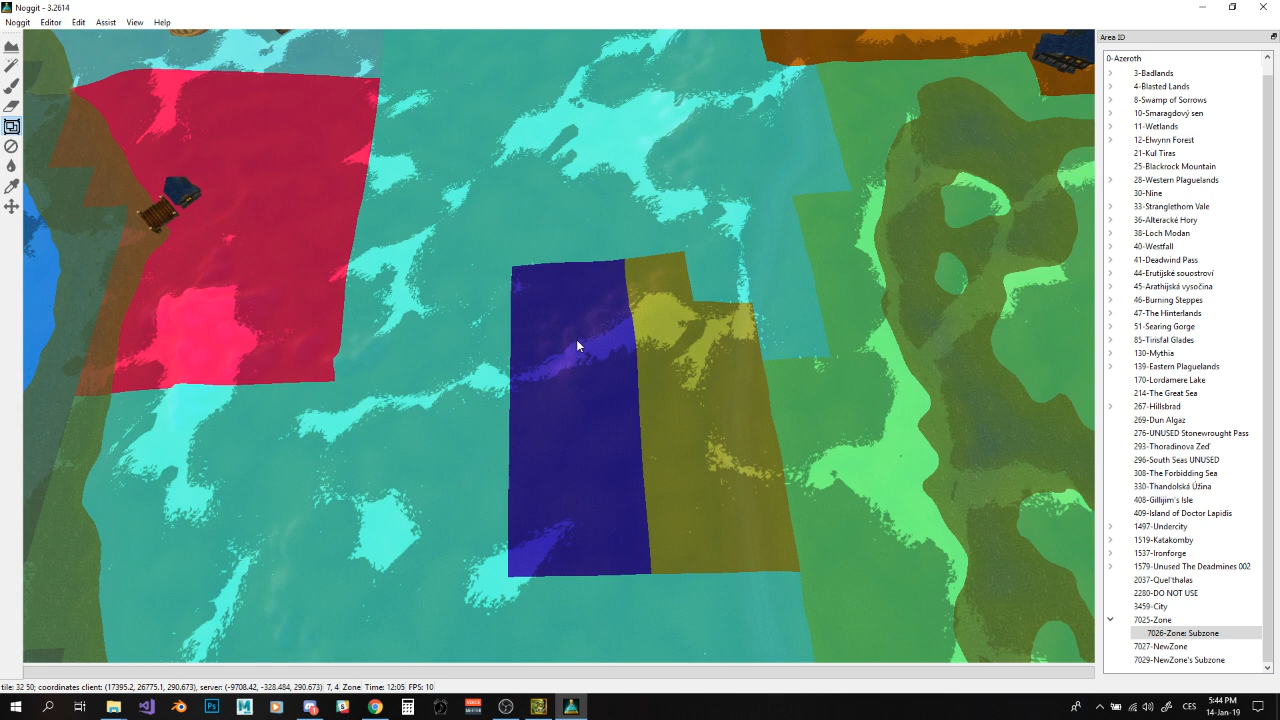 Noggit - 3.2614
Noggit Editor Edit Assist View Help
Area ID
0-Azeroth
3-Badlands
4-Blasted Lands
8-Swamp of Sorrows
10-Smaragdový sen
11-Wetlands
12-Elwynn Forest
21-Kul Tiras
25-Blackrock Mountain
28-Western Plaguelands
30-Nine
33-Stranglethorn Vale
36-Alteracké Hory
38-Loch Modan
40-Westfall
41-Deadwind Pass
44-Erutijské souostroví
45-Arathijská vysočina
46-Burning Steppes
47-The Hinterlands
51-Searing Gorge
85-Tirisfal Glades
130-Mythia
139-Eastern Plaguelands
170-Lordamere Lake
214-The Great Sea
267-Hillsbrad
269-Dun Algaz
276-UNUSED Stonewrought Pass
293-Thoradinova Zeď
296-South Seas UNUSED
308-The Forbidding Sea
330-Thandolská Úžina
408-Gillijim's Isle
409-Island of Doctor Lapidis
1497-Undercity
1519-Katakomby
1537-Ironforge
1579-Unused The Deadmines 002
2037-Quel'thalas
2280-DO NOT USE
3459-City
7025-Zone
7026-Zone: Subzone
7027-NewZone
7029-NewZone's Subzone
tile: 32 50; coordinates client: (17395.2, 26775.1, 290.673), server: (-9708.42, -328.484, 290.673) 7, 4 Zone Time: 12:05 FPS: 10
Ps
M
VOICE
MEETER
CES
5:44 PM
14-Jan-19